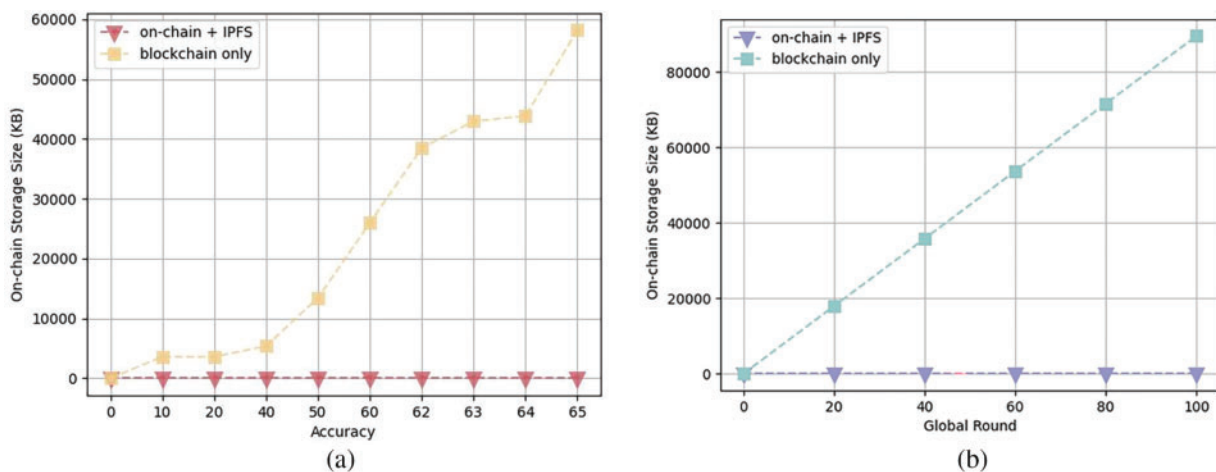 on-chain + IPFS
blockchain only
On-chain Storage Size (KB)
60000
50000
40000
30000
20000
10000
0
0 10 20 40 50 60 62 63 64 65
Accuracy
(a)
on-chain + IPFS
blockchain only
On-chain Storage Size (KB)
80000
60000
40000
20000
0
0 20 40 60 80 100
Global Round
(b)